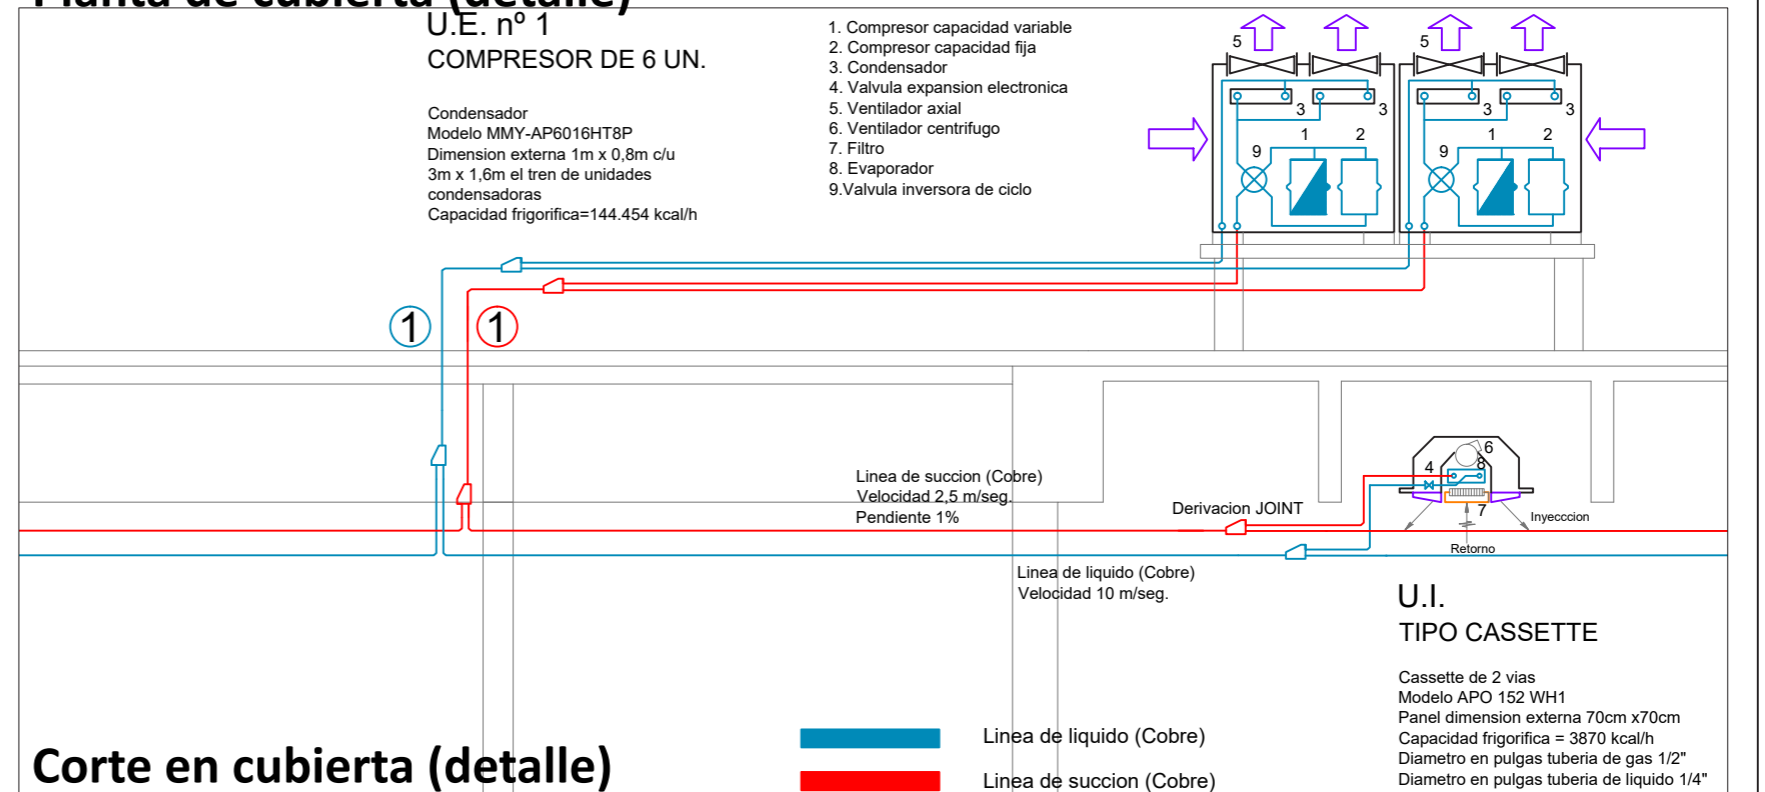 Planta de cubierta (detalle)
U.E. nº 1
COMPRESOR DE 6 UN.
Condensador
Modelo MMY-AP6016HT8P
Dimension externa 1m x 0,8m c/u
3m x 1,6m el tren de unidades
condensadoras
Capacidad frigorifica=144.454 kcal/h
1. Compresor capacidad variable
2. Compresor capacidad fija
3. Condensador
4. Valvula expansion electronica
5. Ventilador axial
6. Ventilador centrifugo
7. Filtro
8. Evaporador
9.Valvula inversora de ciclo
5
5
3
3
3
3
1
2
1
2
9
9
1
1
Linea de succion (Cobre)
Velocidad 2,5 m/seg.
Pendiente 1%
Derivacion JOINT
6
4
8
7
Inyecccion
Retorno
Linea de liquido (Cobre)
Velocidad 10 m/seg.
U.I.
TIPO CASSETTE
Cassette de 2 vias
Modelo APO 152 WH1
Panel dimension externa 70cm x70cm
Capacidad frigorifica = 3870 kcal/h
Diametro en pulgas tuberia de gas 1/2"
Diametro en pulgas tuberia de liquido 1/4"
Corte en cubierta (detalle)
Linea de liquido (Cobre)
Linea de succion (Cobre)